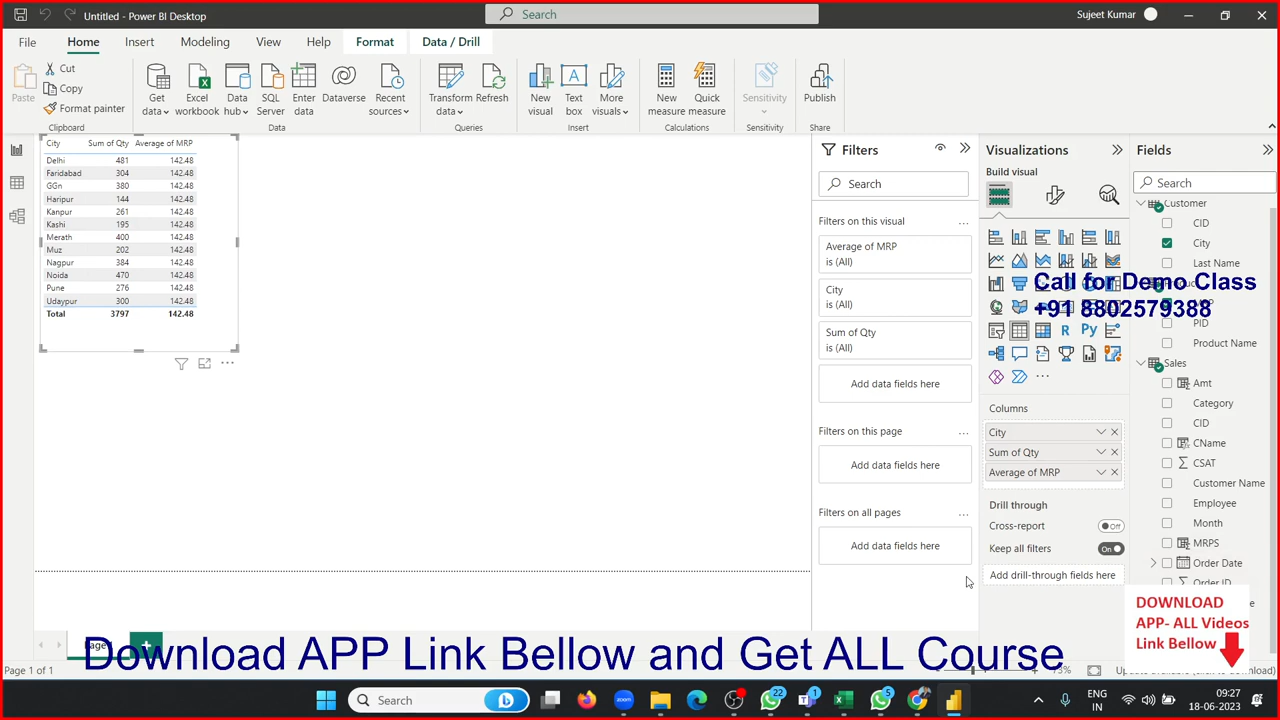 Untitled - Power BI Desktop
Search
Sujeet Kumar
File Home Insert Modeling View Help Format Data / Drill
Paste
Cut
Copy
Format painter
Get data
Excel workbook
Data hub
SQL Server
Enter data
Dataverse
Recent sources
Transform data
Refresh
New visual
Text box
More visuals
New measure
Quick measure
Sensitivity
Publish
Clipboard Data Queries Insert Calculations Sensitivity Share
City Sum of Qty Average of MRP
Delhi 481 142.48
Faridabad 304 142.48
GGn 380 142.48
Haripur 144 142.48
Kanpur 261 142.48
Kashi 195 142.48
Merath 400 142.48
Muz 202 142.48
Nagpur 384 142.48
Noida 470 142.48
Pune 276 142.48
Udaypur 300 142.48
Total 3797 142.48
Filters
Search
Filters on this visual
Average of MRP
is (All)
City
is (All)
Sum of Qty
is (All)
Add data fields here
Filters on this page
Add data fields here
Filters on all pages
Add data fields here
Visualizations
Build visual
R Py
Columns
City
Sum of Qty
Average of MRP
Drill through
Cross-report
Off
Keep all filters
On
Add drill-through fields here
Fields
Search
Customer
CID
City
Last Name
Call for Demo Class
+91 8802579388
PID
Product Name
Sales
Amt
Category
CID
CName
CSAT
Customer Name
Employee
Month
MRPS
Order Date
Order ID
DOWNLOAD
APP- ALL Videos
Link Bellow
Download APP Link Bellow and Get ALL Course
Page 1 of 1
Update available (click to download)
Search
22
1
5
ENG
IN
09:27
18-06-2023